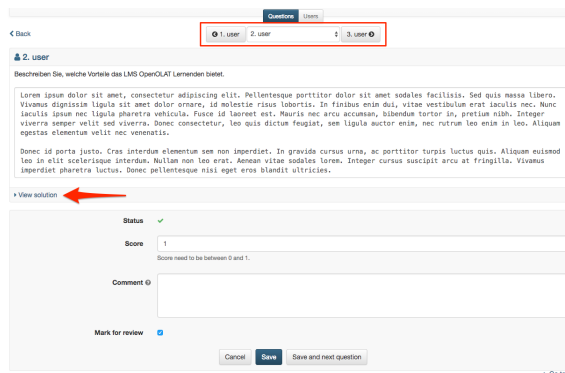 Questions Users
Back
1. user 2. user 3. user
2. user
Beschreiben Sie, welche Vorteile das LMS OpenOLAT Lernenden bietet.
Lorem ipsum dolor sit amet, consectetur adipiscing elit. Pellentesque porttitor dolor sit amet sodales facilisis. Sed quis massa libero.
Vivamus dignissim ligula sit amet dolor ornare, id molestie risus lobortis. In finibus enim dui, vitae vestibulum erat iaculis nec. Nunc
iaculis ipsum nec ligula pharetra vehicula. Fusce id laoreet est. Mauris nec arcu accumsan, bibendum tortor in, pretium nibh. Integer
viverra semper velit sed viverra. Donec consectetur, leo quis dictum feugiat, sem ligula auctor enim, nec rutrum leo enim in leo. Aliquam
egestas elementum velit nec venenatis.
Donec id porta justo. Cras interdum elementum sem non imperdiet. In gravida cursus urna, ac porttitor turpis luctus quis. Aliquam euismod
leo in elit scelerisque interdum. Nullam non leo erat. Aenean vitae sodales lorem. Integer cursus suscipit arcu at fringilla. Vivamus
imperdiet pharetra luctus. Donec pellentesque nisi eget eros blandit ultricies.
View solution
Status
Score 1
Score need to be between 0 and 1.
Comment
Mark for review
Cancel Save Save and next question